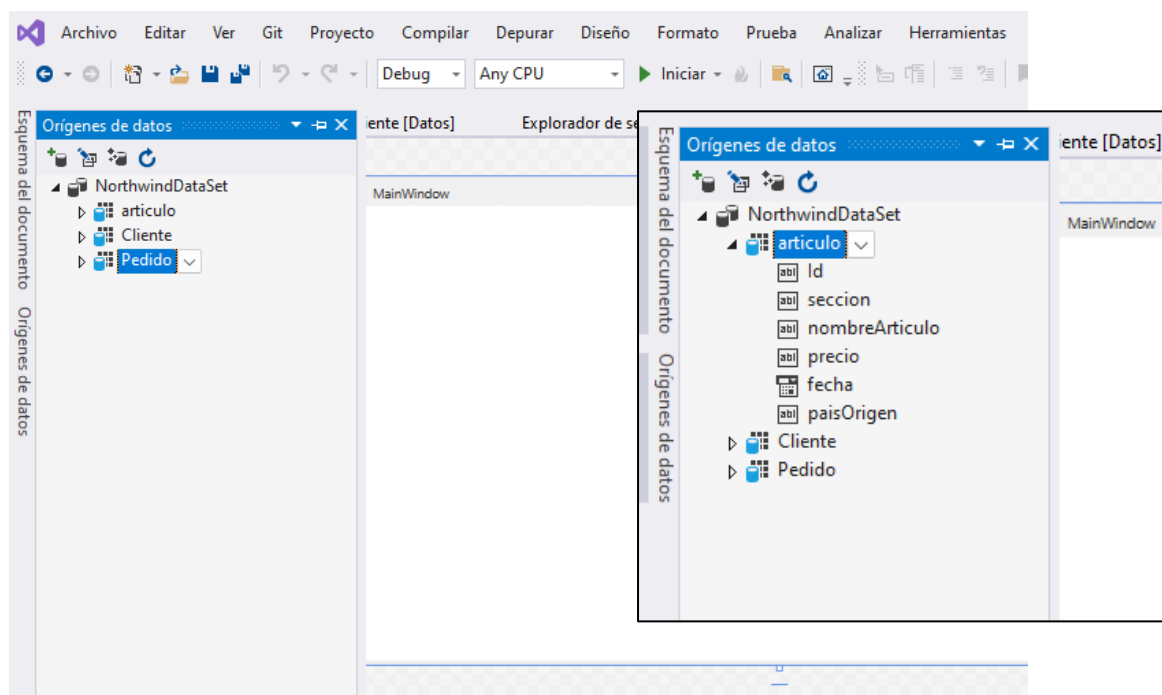 Archivo Editar Ver Git Proyecto Compilar Depurar Diseño Formato Prueba Analizar Herramientas
Debug Any CPU Iniciar
Esquema del documento
Orígenes de datos
Orígenes de datos
NorthwindDataSet
articulo
Cliente
Pedido
iente [Datos] Explorador de se
MainWindow
Esquema del documento
Orígenes de datos
Orígenes de datos
NorthwindDataSet
articulo
Id
seccion
nombreArticulo
precio
fecha
paisOrigen
Cliente
Pedido
iente [Datos]
MainWindow